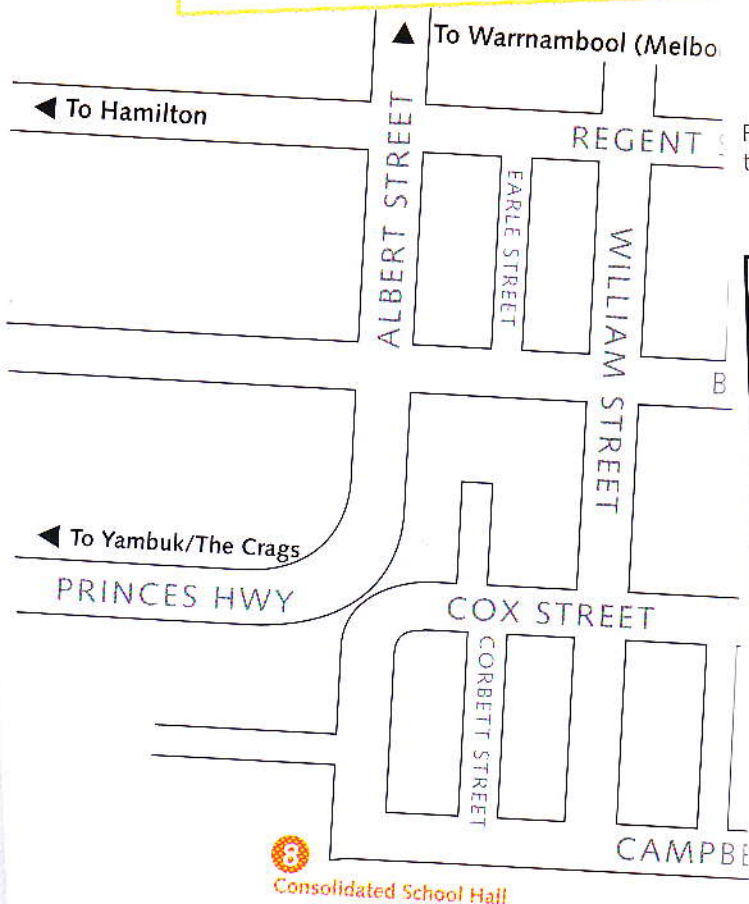 ▲ To Warrnambool (Melbo
◀ To Hamilton
REGENT
ALBERT STREET
EARLE STREET
WILLIAM STREET
B
◀ To Yambuk/The Crags
PRINCES HWY
COX STREET
CORBETT STREET
CAMPBE
8
Consolidated School Hall